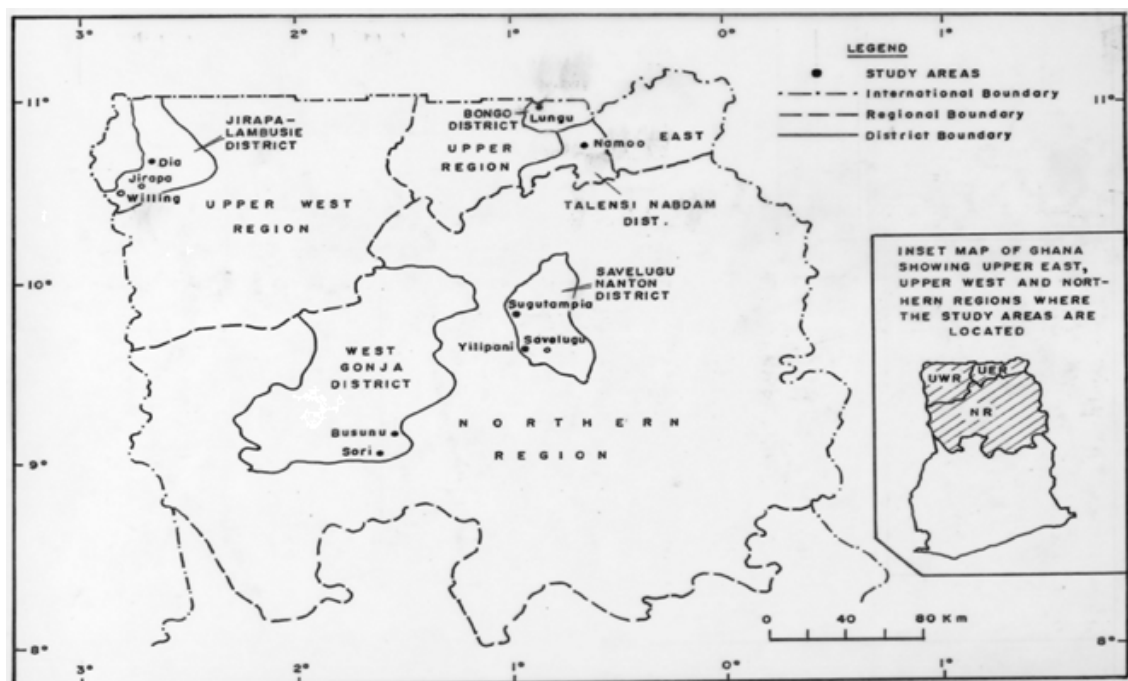 3°
2°
1°
0°
1°
LEGEND
STUDY AREAS
International Boundary
Regional Boundary
District Boundary
11°
11°
JIRAPA–
LAMBUSIE
DISTRICT
BONGO
DISTRICT
Lungu
UPPER
REGION
EAST
Namoo
Dia
Jirapa
Willing
UPPER WEST
REGION
TALENSI NABDAM
DIST.
10°
SAVELUGU
NANTON
DISTRICT
Sugutampia
Yilipani
Savelugu
WEST
GONJA
DISTRICT
Busunu
Sori
NORTHERN
REGION
9°
INSET MAP OF GHANA
SHOWING UPPER EAST,
UPPER WEST AND NOR-
THERN REGIONS WHERE
THE STUDY AREAS ARE
LOCATED
UWR
UER
NR
0 40 80 Km
8°
3°
2°
1°
0°
1°